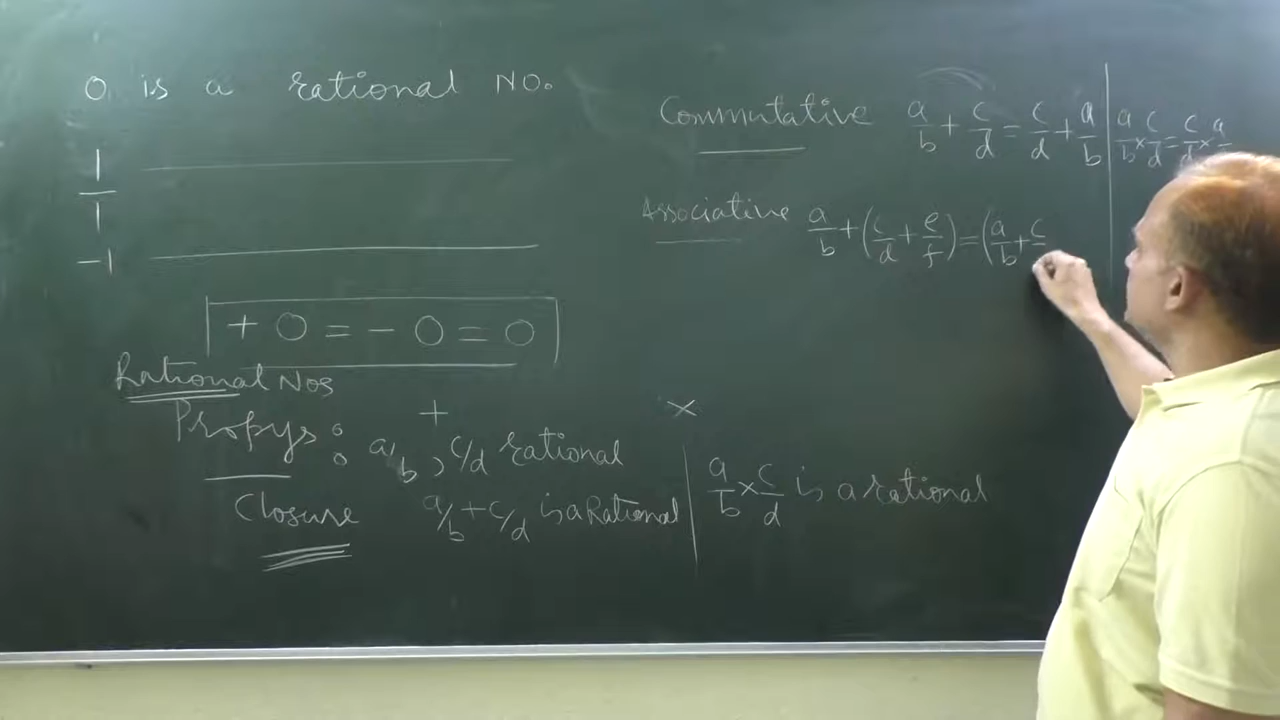 0 is a rational NO.
1
1
-1
+ 0 = - 0 = 0
Rational Nos
Propys : + ×
a/b, c/d rational
Closure a/b + c/d is a Rational | a/b × c/d is a rational
Commutative a/b + c/d = c/d + a/b | a/b × c/d = c/d × a
Associative a/b + (c/d + e/f) = (a/b + c